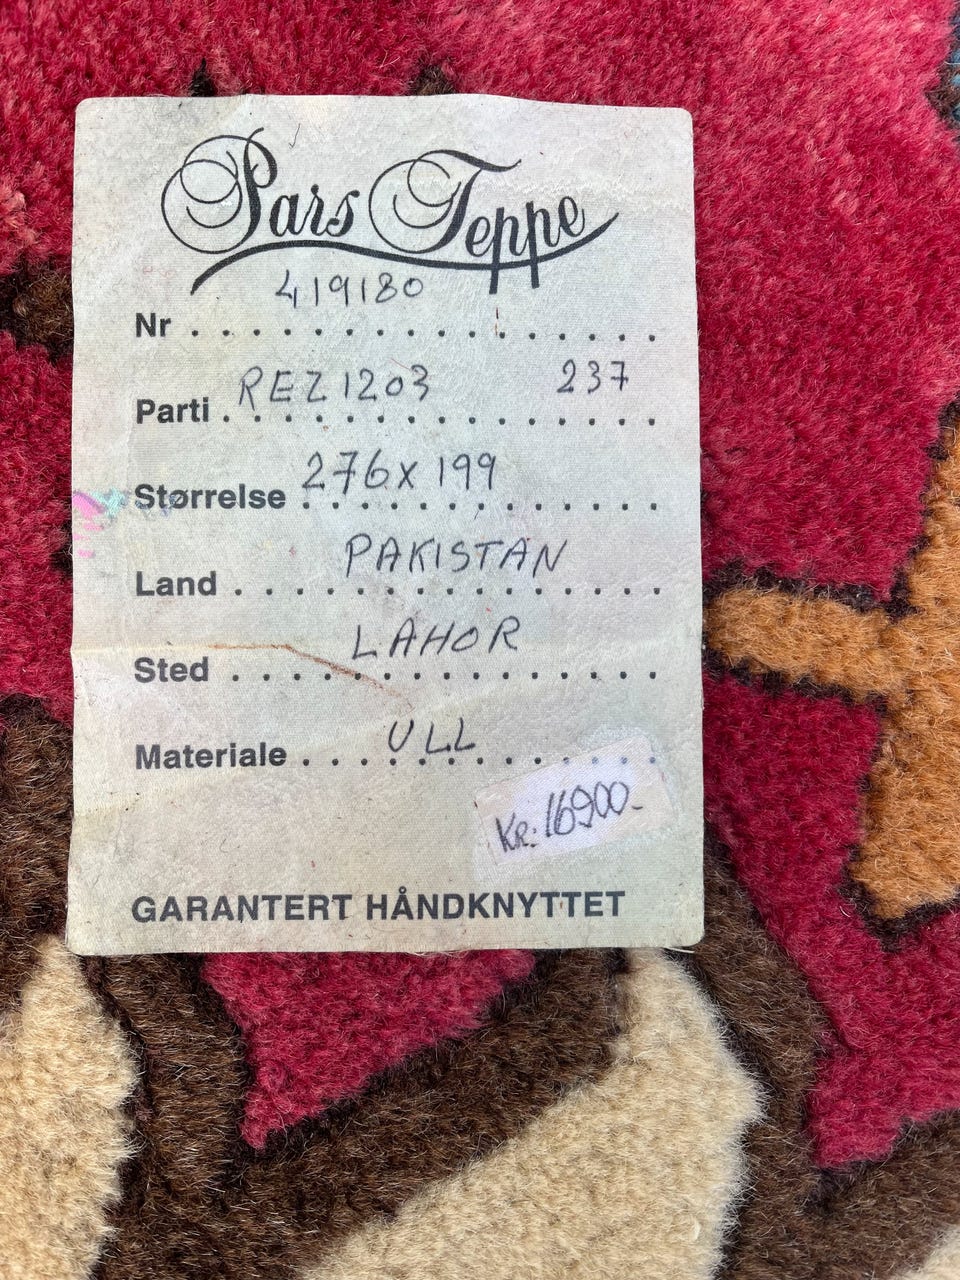 Pars Teppe
Nr 419180
Parti REZ1203 237
Størrelse 276x199
Land PAKISTAN
Sted LAHOR
Materiale ULL
KR: 16900.-
GARANTERT HÅNDKNYTTET